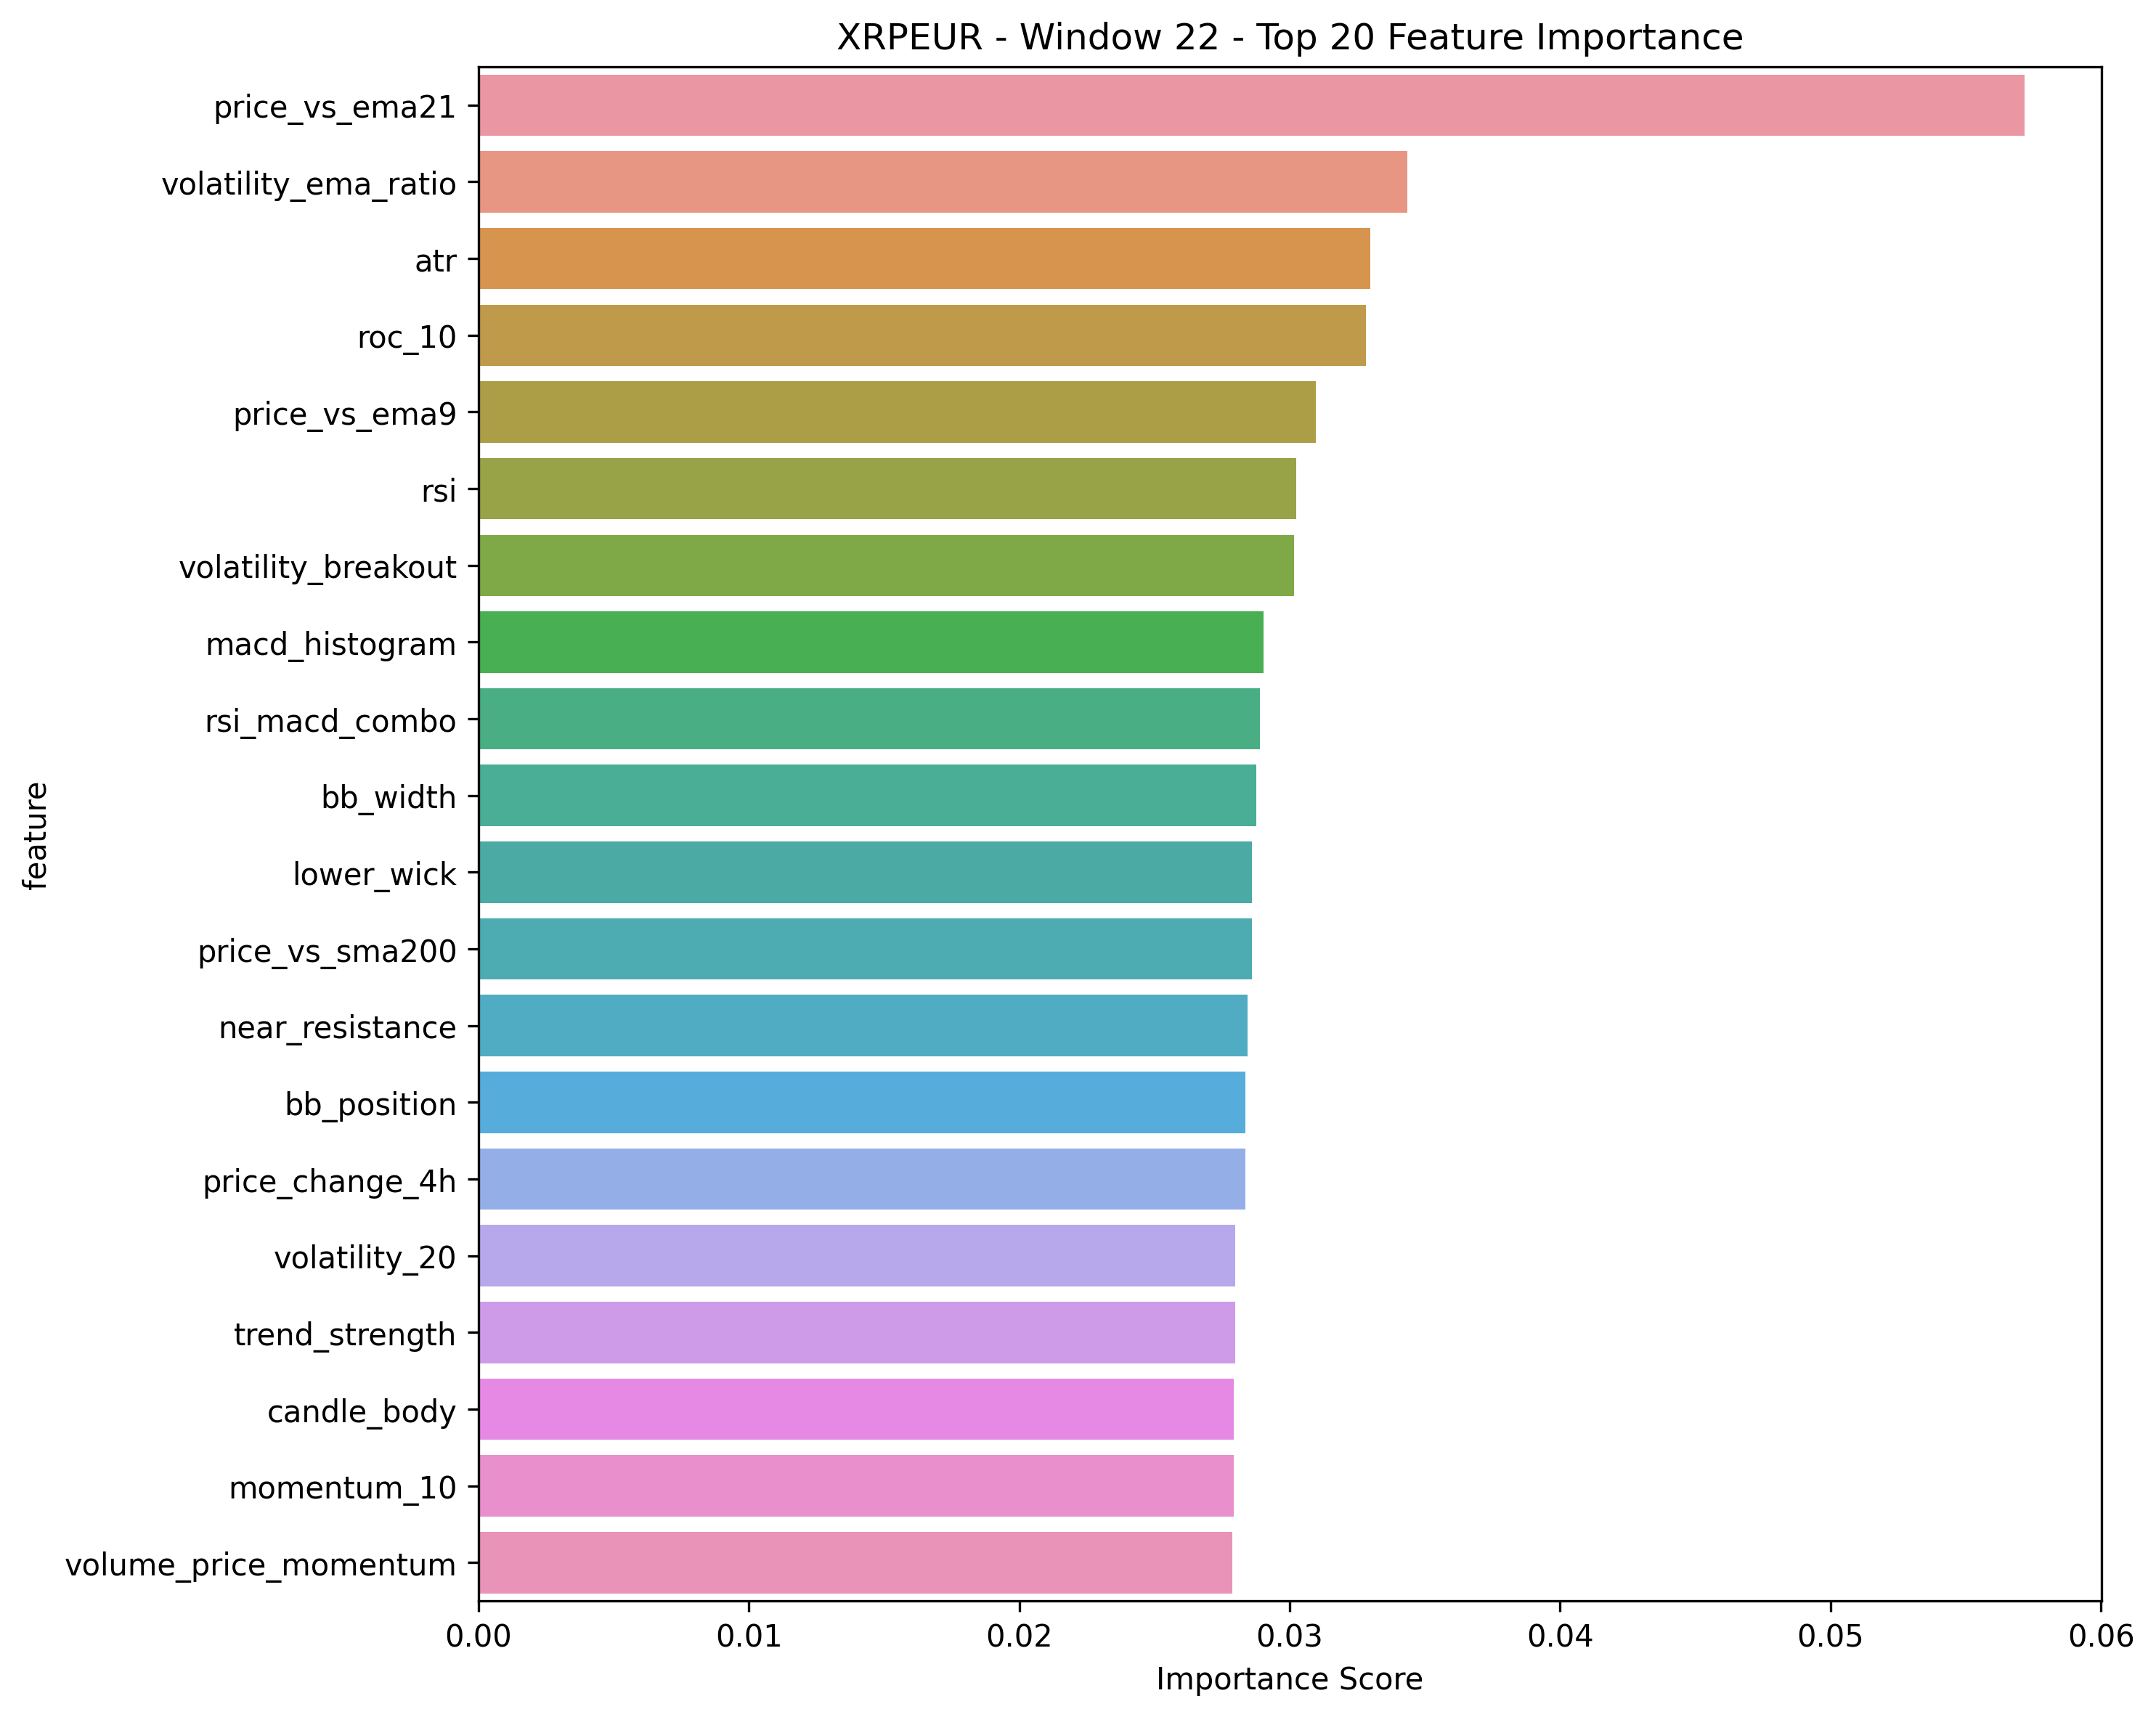 XRPEUR - Window 22 - Top 20 Feature Importance
price_vs_ema21
volatility_ema_ratio
atr
roc_10
price_vs_ema9
rsi
volatility_breakout
macd_histogram
rsi_macd_combo
bb_width
lower_wick
price_vs_sma200
near_resistance
bb_position
price_change_4h
volatility_20
trend_strength
candle_body
momentum_10
volume_price_momentum
feature
0.00 0.01 0.02 0.03 0.04 0.05 0.06
Importance Score